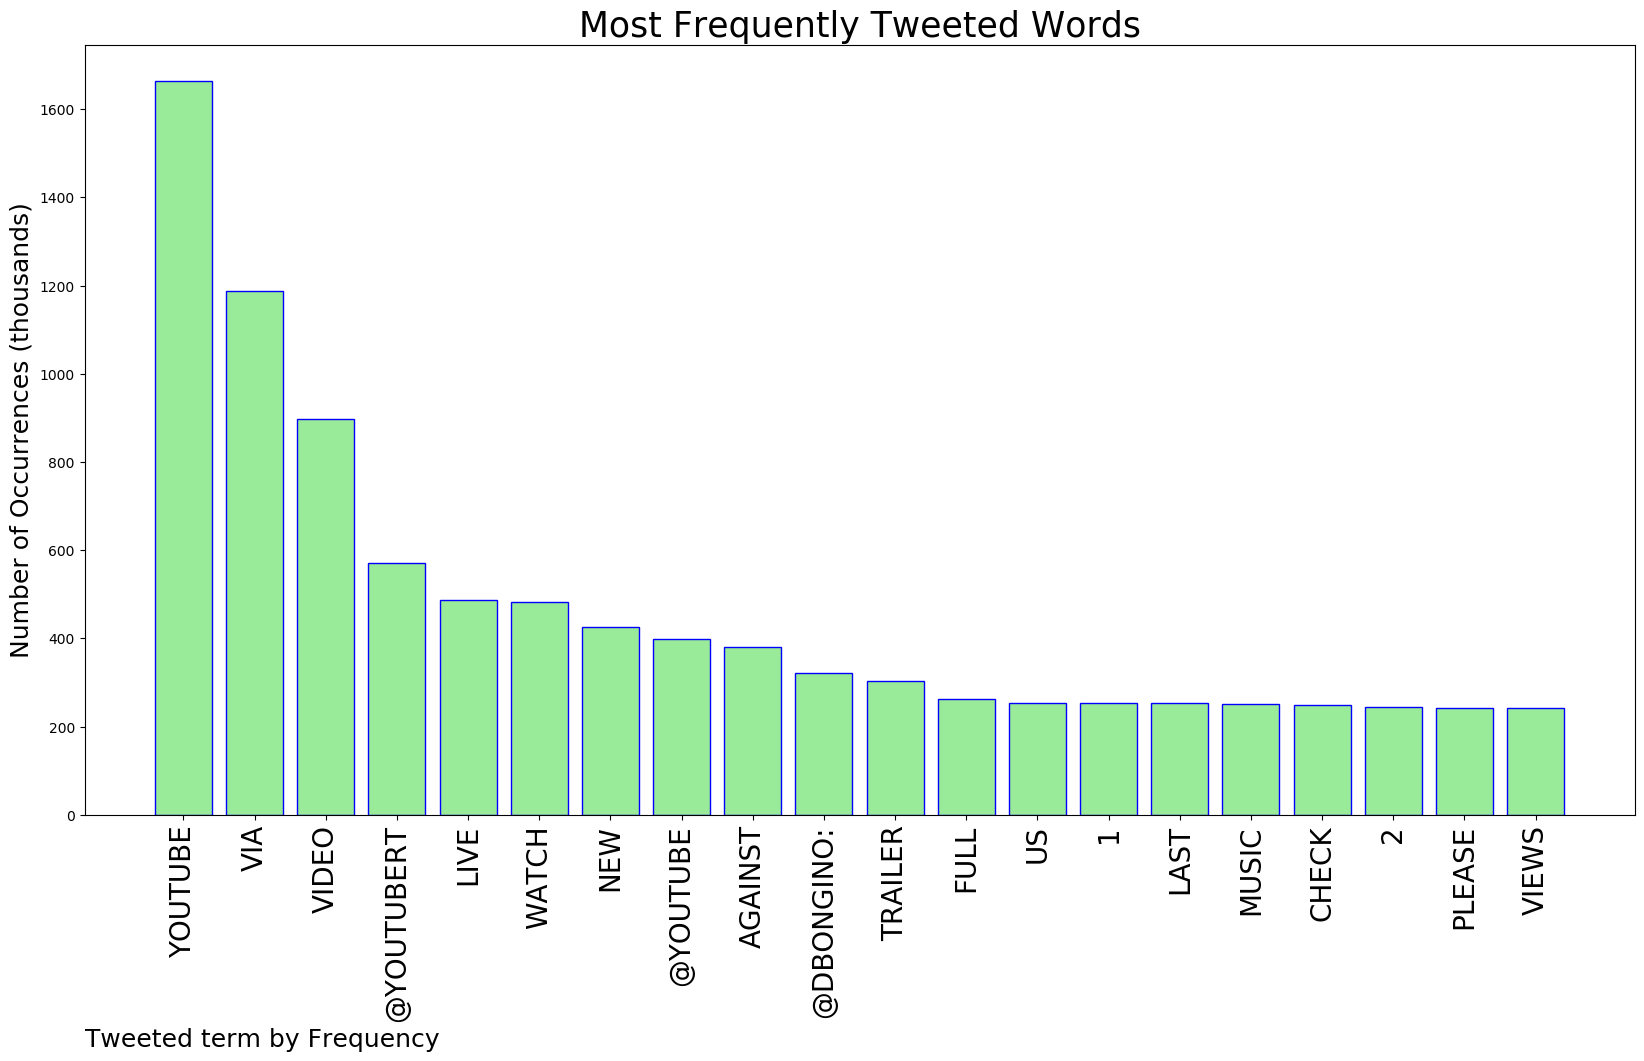 Most Frequently Tweeted Words
Number of Occurrences (thousands)
1600
1400
1200
1000
800
600
400
200
0
YOUTUBE
VIA
VIDEO
@YOUTUBERT
LIVE
WATCH
NEW
@YOUTUBE
AGAINST
@DBONGINO:
TRAILER
FULL
US
1
LAST
MUSIC
CHECK
2
PLEASE
VIEWS
Tweeted term by Frequency